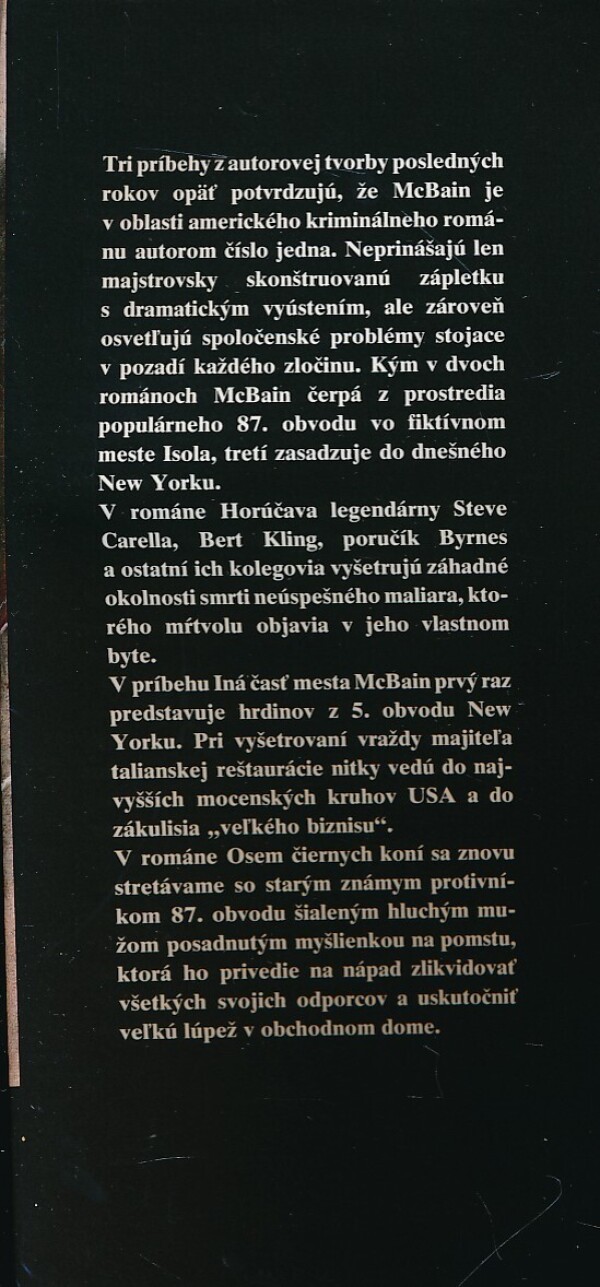 Tri príbehy z autorovej tvorby posledných
rokov opäť potvrdzujú, že McBain je
v oblasti amerického kriminálneho romá-
nu autorom číslo jedna. Neprinášajú len
majstrovsky skonštruovanú zápletku
s dramatickým vyústením, ale zároveň
osvetľujú spoločenské problémy stojace
v pozadí každého zločinu. Kým v dvoch
románoch McBain čerpá z prostredia
populárneho 87. obvodu vo fiktívnom
meste Isola, tretí zasadzuje do dnešného
New Yorku.
V románe Horúčava legendárny Steve
Carella, Bert Kling, poručík Byrnes
a ostatní ich kolegovia vyšetrujú záhadné
okolnosti smrti neúspešného maliara, kto-
rého mŕtvolu objavia v jeho vlastnom
byte.
V príbehu Iná časť mesta McBain prvý raz
predstavuje hrdinov z 5. obvodu New
Yorku. Pri vyšetrovaní vraždy majiteľa
talianskej reštaurácie nitky vedú do naj-
vyšších mocenských kruhov USA a do
zákulisia „veľkého biznisu“.
V románe Osem čiernych koní sa znovu
stretávame so starým známym protivní-
kom 87. obvodu šialeným hluchým mu-
žom posadnutým myšlienkou na pomstu,
ktorá ho privedie na nápad zlikvidovať
všetkých svojich odporcov a uskutočniť
veľkú lúpež v obchodnom dome.